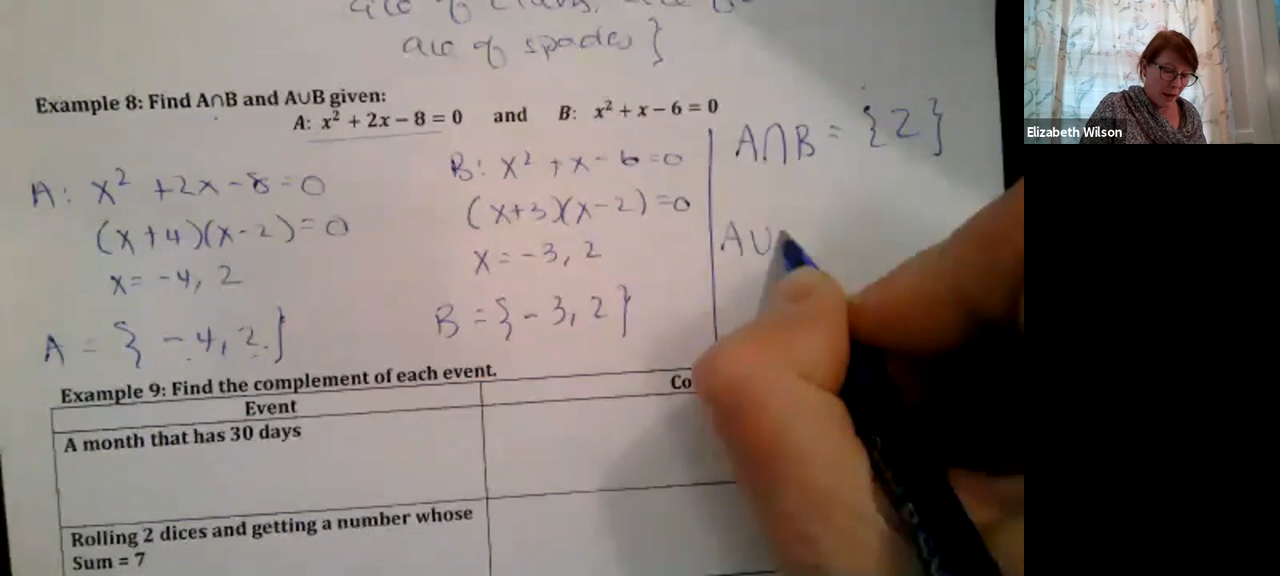 ace of spades }
Example 8: Find A∩B and A∪B given:
A: x² + 2x – 8 = 0 and B: x² + x – 6 = 0
A: x² + 2x - 8 = 0
(x+4)(x-2) = 0
x = -4, 2
A = { -4, 2 }
B: x² + x - 6 = 0
(x+3)(x-2) = 0
x = -3, 2
B = { -3, 2 }
A∩B = { 2 }
A∪
Example 9: Find the complement of each event.
Event
Co
A month that has 30 days
Rolling 2 dices and getting a number whose
Sum = 7
Elizabeth Wilson